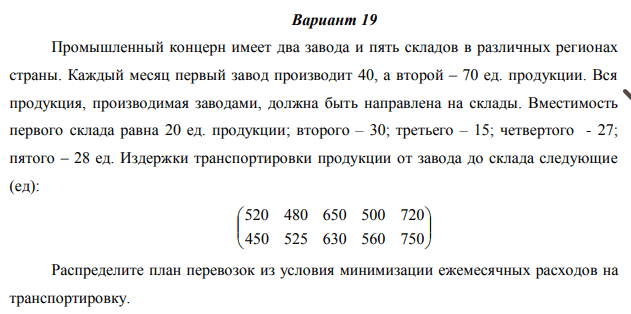 Вариант 19
Промышленный концерн имеет два завода и пять складов в различных регионах
страны. Каждый месяц первый завод производит 40, а второй – 70 ед. продукции. Вся
продукция, производимая заводами, должна быть направлена на склады. Вместимость
первого склада равна 20 ед. продукции; второго – 30; третьего – 15; четвертого - 27;
пятого – 28 ед. Издержки транспортировки продукции от завода до склада следующие
(ед):
520 480 650 500 720
450 525 630 560 750
Распределите план перевозок из условия минимизации ежемесячных расходов на
транспортировку.